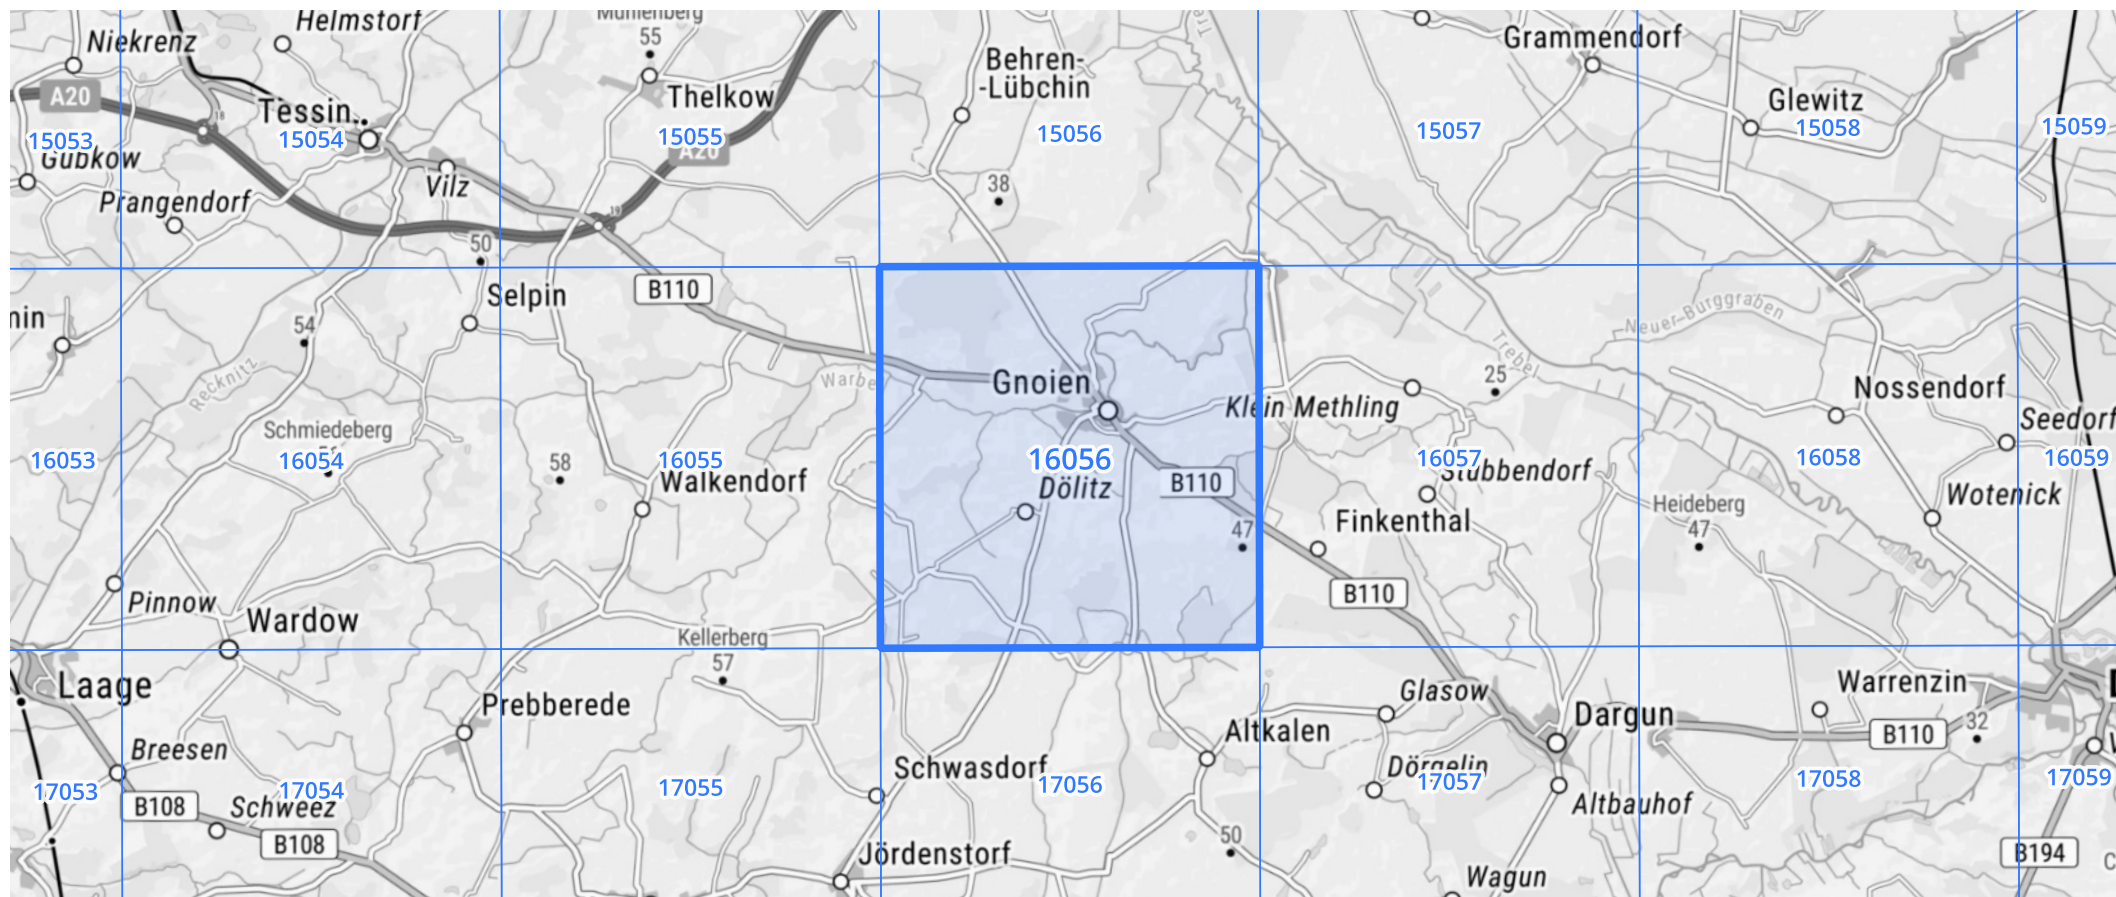 Helmstorf
Mühlenberg
55
Niekrenz
Grammendorf
Behren-
-Lübchin
A20
Thelkow
Glewitz
Tessin..
18
15053
15054
15055
15056
15057
15058
15059
A20
Gubkow
Vilz
38
Prangendorf
19
50
B110
Selpin
54
Neuer Burggraben
Trebel
Recknitz
Warbe
25
Gnoien
Klein Methling
Nossendorf
Seedorf
Schmiedeberg
16053
16054
58
16055
16056
16057
16058
16059
Walkendorf
Dölitz
B110
Stubbendorf
Wotenick
Heideberg
47
47
Finkenthal
B110
Pinnow
Wardow
Kellerberg
57
Laage
Prebberede
Glasow
Warrenzin
Dargun
32
B110
Altkalen
Breesen
Schwasdorf
Dörgelin
17053
17054
17055
17056
17057
17058
17059
B108
Schweez
Altbauhof
B108
50
Jördenstorf
B194
Wagun